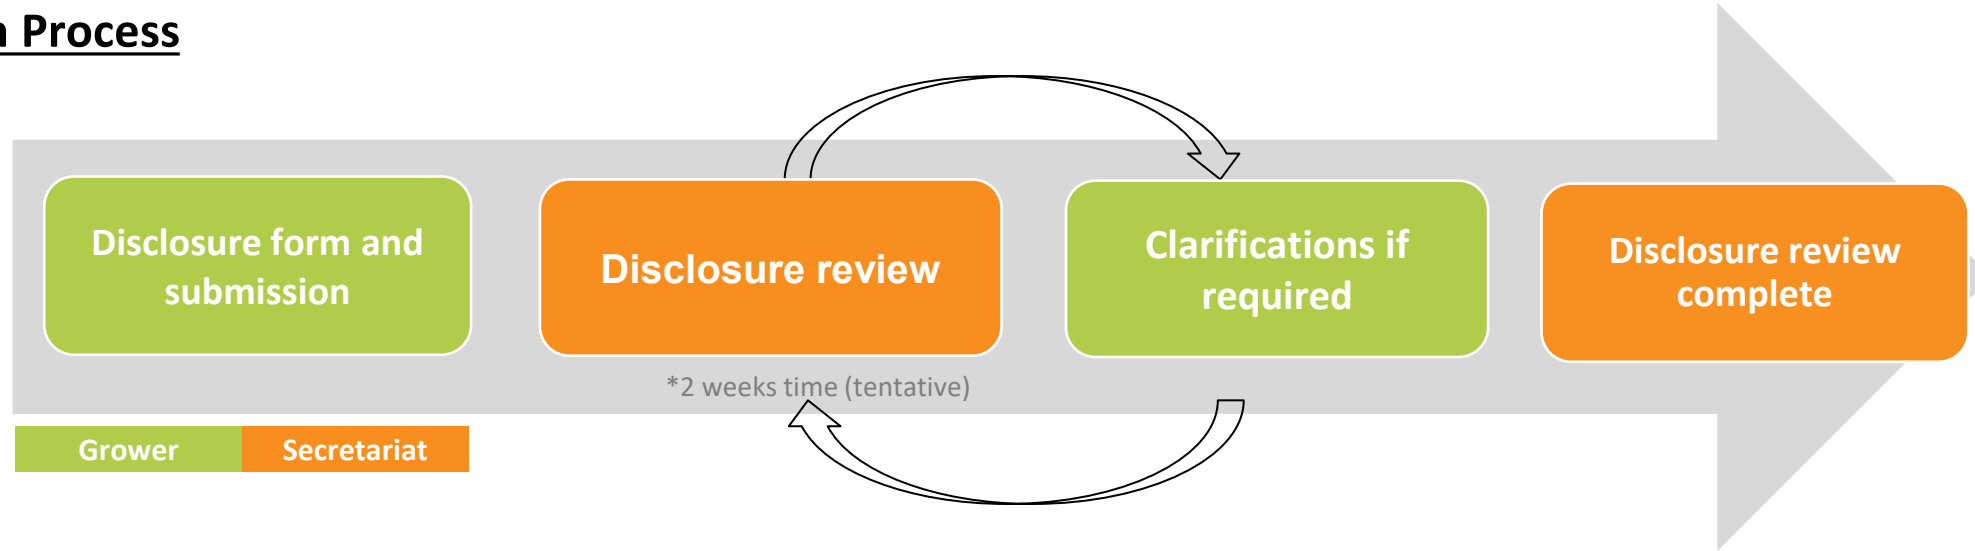 n Process
Disclosure form and
submission
Disclosure review
Clarifications if
required
Disclosure review
complete
*2 weeks time (tentative)
Grower
Secretariat